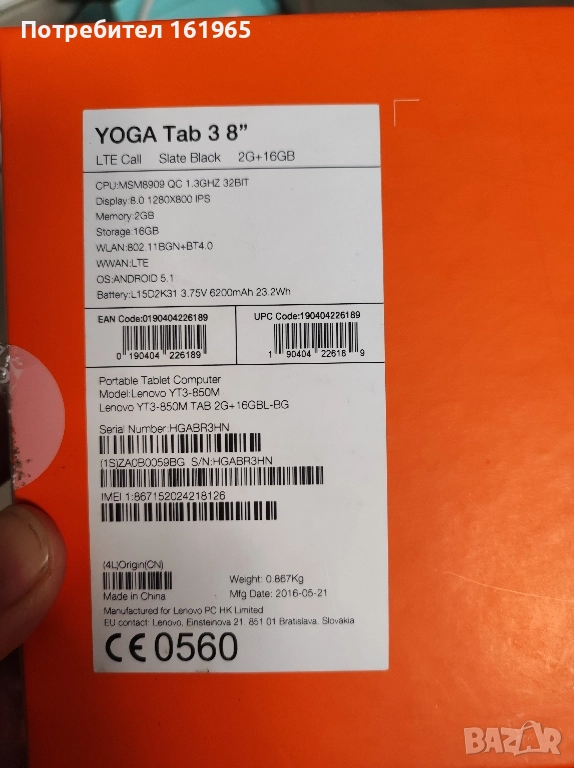 Потребител 161965
YOGA Tab 3 8”
LTE Call Slate Black 2G+16GB
CPU:MSM8909 QC 1.3GHZ 32BIT
Display:8.0 1280X800 IPS
Memory:2GB
Storage:16GB
WLAN:802.11BGN+BT4.0
WWAN:LTE
OS:ANDROID 5.1
Battery:L15D2K31 3.75V 6200mAh 23.2Wh
EAN Code:0190404226189 UPC Code:190404226189
0 190404 226189 1 90404 22618 9
Portable Tablet Computer
Model:Lenovo YT3-850M
Lenovo YT3-850M TAB 2G+16GBL-BG
Serial Number:HGABR3HN
(1S)ZA0B0059BG S/N:HGABR3HN
IMEI 1:867152024218126
(4L)Origin(CN)
Made in China
Weight: 0.867Kg
Mfg Date: 2016-05-21
Manufactured for Lenovo PC HK Limited
EU contact: Lenovo, Einsteinova 21, 851 01 Bratislava, Slovakia
CE0560
BAZAR